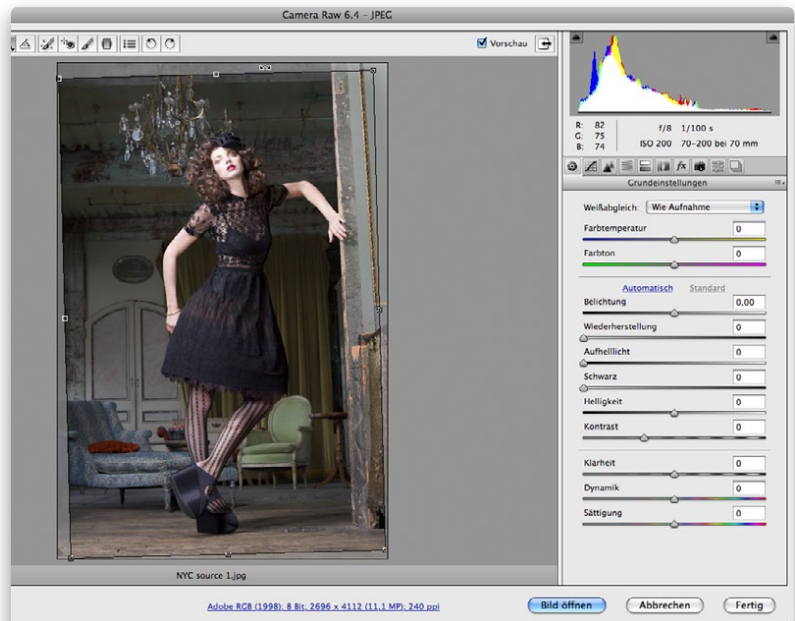 Camera Raw 6.4 – JPEG
Vorschau
R: 82
G: 75
B: 74
f/8 1/100 s
ISO 200 70-200 bei 70 mm
fx
Grundeinstellungen
Weißabgleich: Wie Aufnahme
Farbtemperatur 0
Farbton 0
Automatisch Standard
Belichtung 0,00
Wiederherstellung 0
Aufhelllicht 0
Schwarz 0
Helligkeit 0
Kontrast 0
Klarheit 0
Dynamik 0
Sättigung 0
NYC source 1.jpg
Adobe RGB (1998); 8 Bit; 2696 x 4112 (11,1 MP); 240 ppi
Bild öffnen Abbrechen Fertig